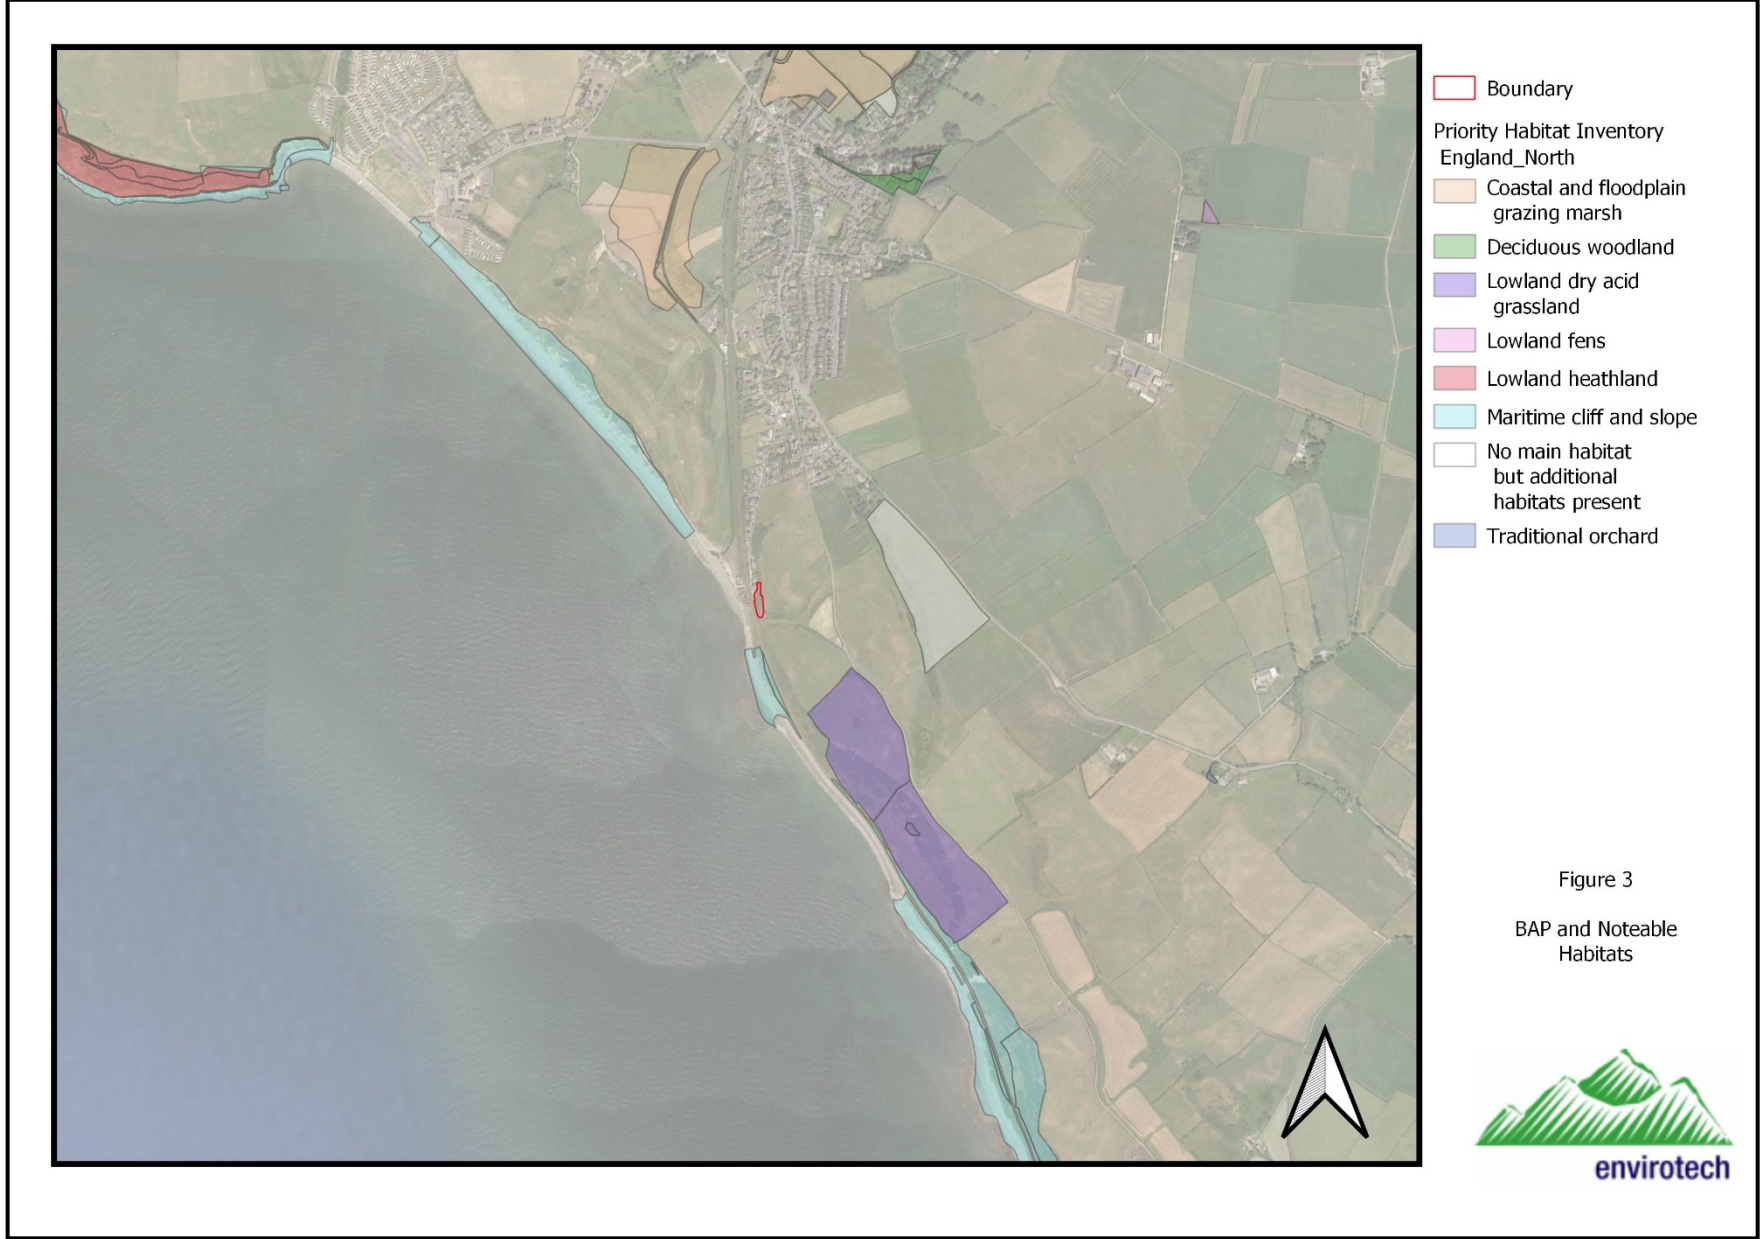 Boundary
Priority Habitat Inventory
England_North
Coastal and floodplain
grazing marsh
Deciduous woodland
Lowland dry acid
grassland
Lowland fens
Lowland heathland
Maritime cliff and slope
No main habitat
but additional
habitats present
Traditional orchard
Figure 3
BAP and Noteable
Habitats
envirotech